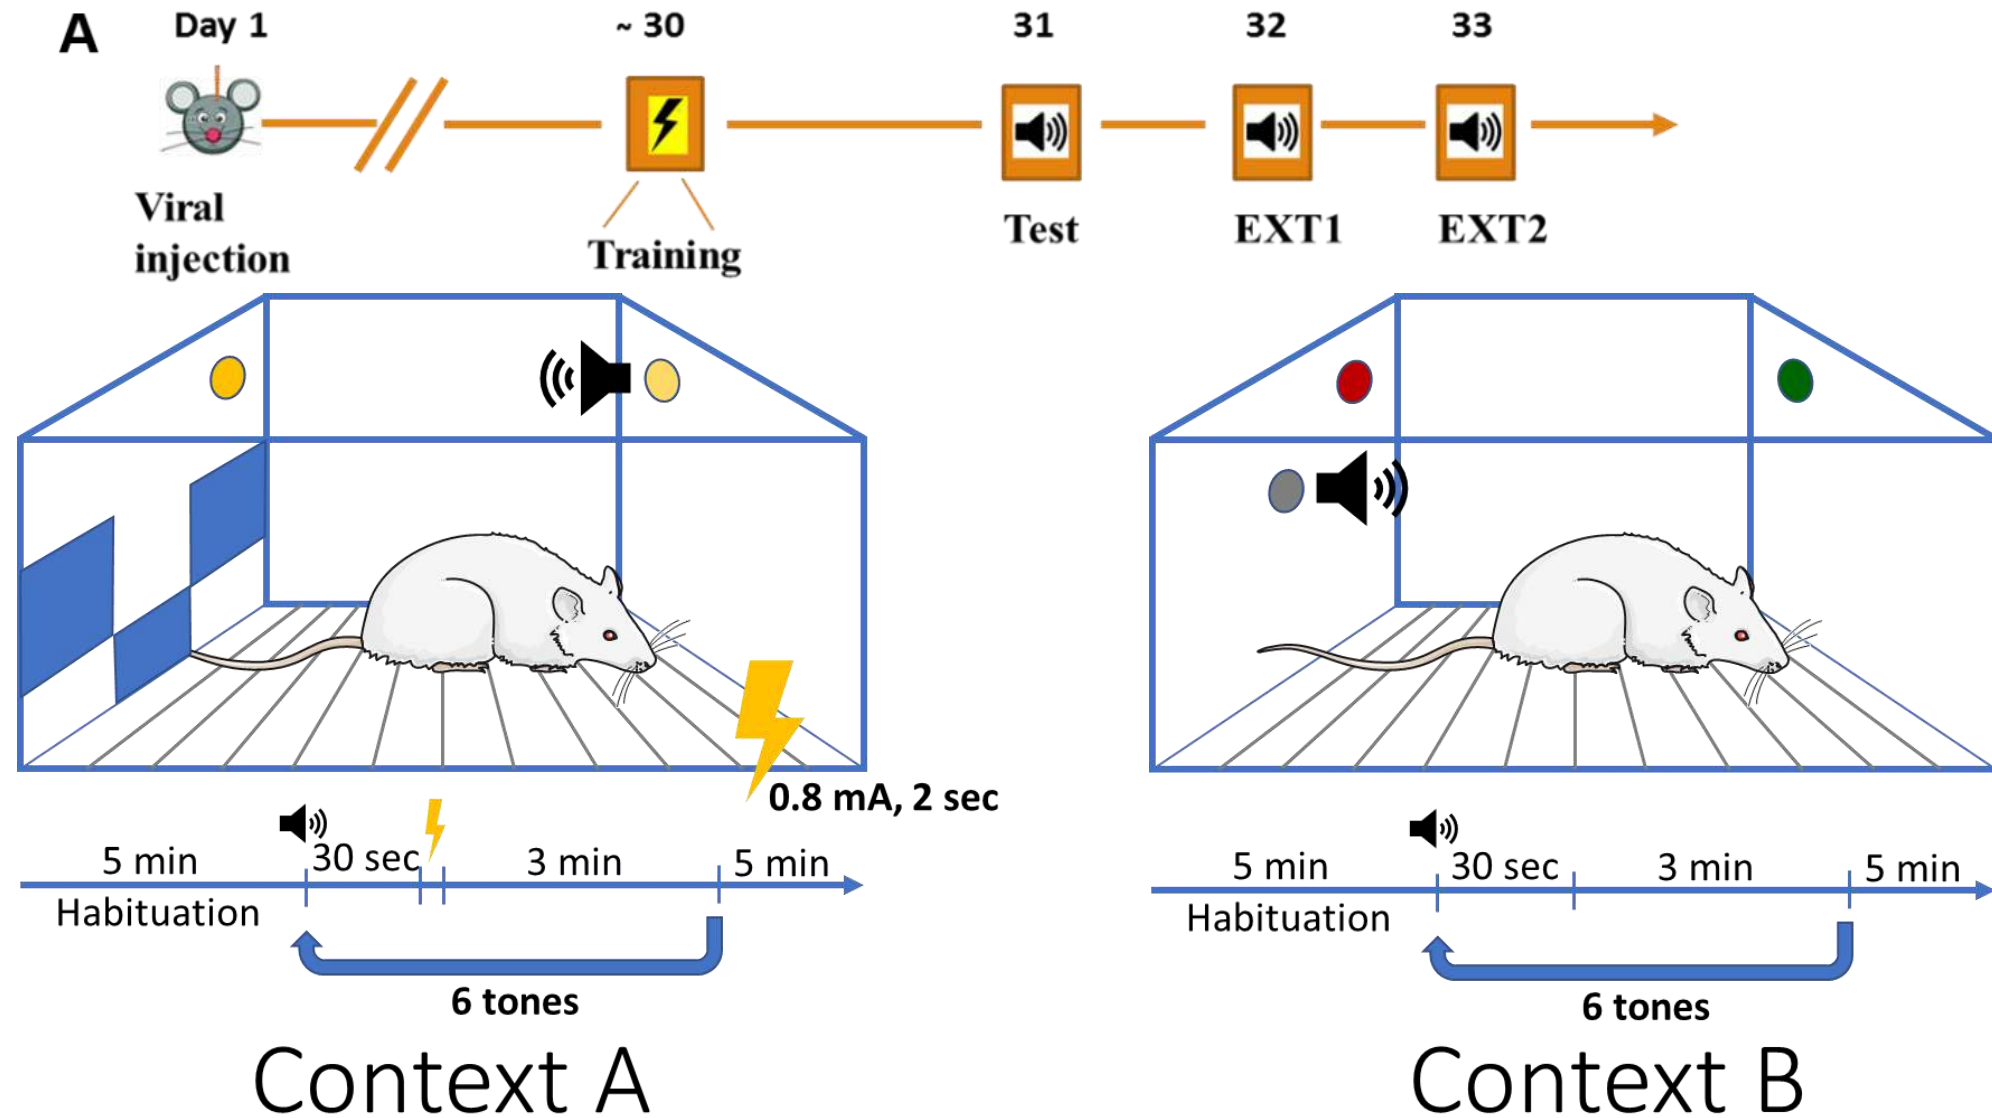 A
Day 1
~ 30
31
32
33
Viral
injection
Training
Test
EXT1
EXT2
0.8 mA, 2 sec
5 min
30 sec
3 min
5 min
Habituation
6 tones
Context A
5 min
30 sec
3 min
5 min
Habituation
6 tones
Context B